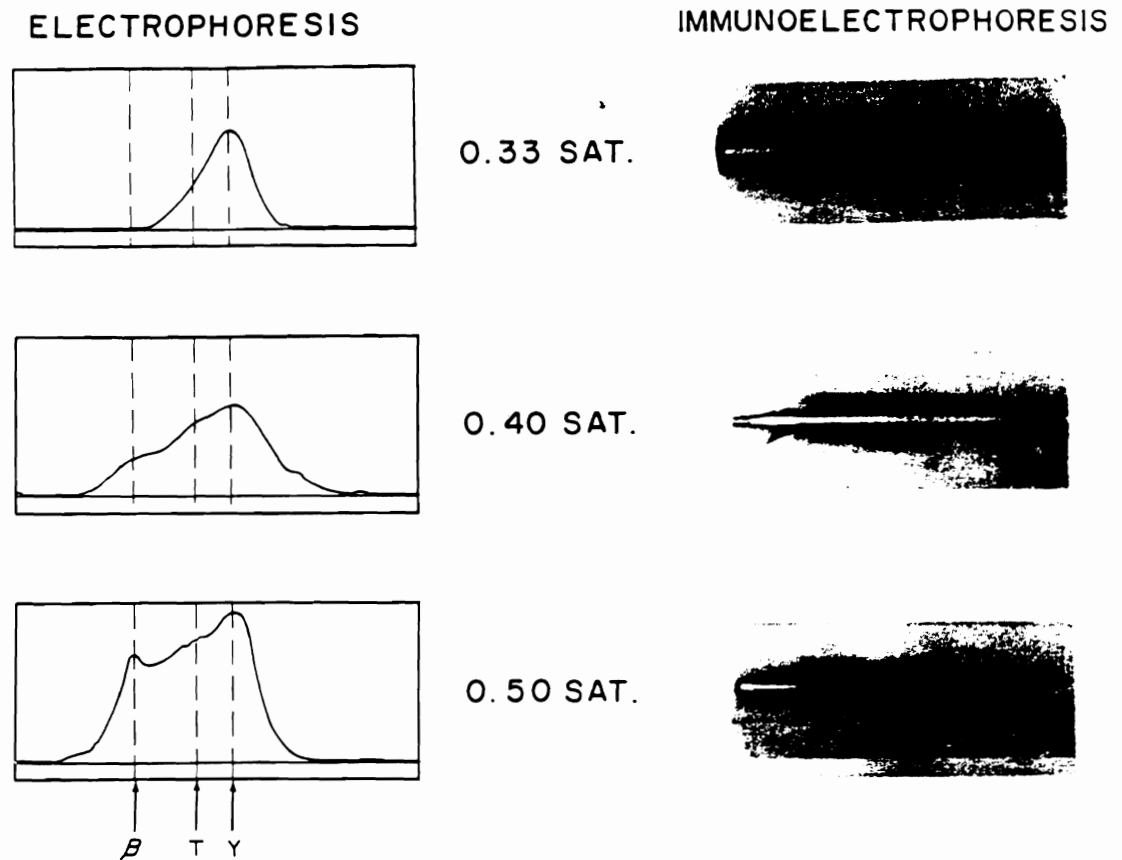 ELECTROPHORESIS
IMMUNOELECTROPHORESIS
0.33 SAT.
0.40 SAT.
0.50 SAT.
β T Y